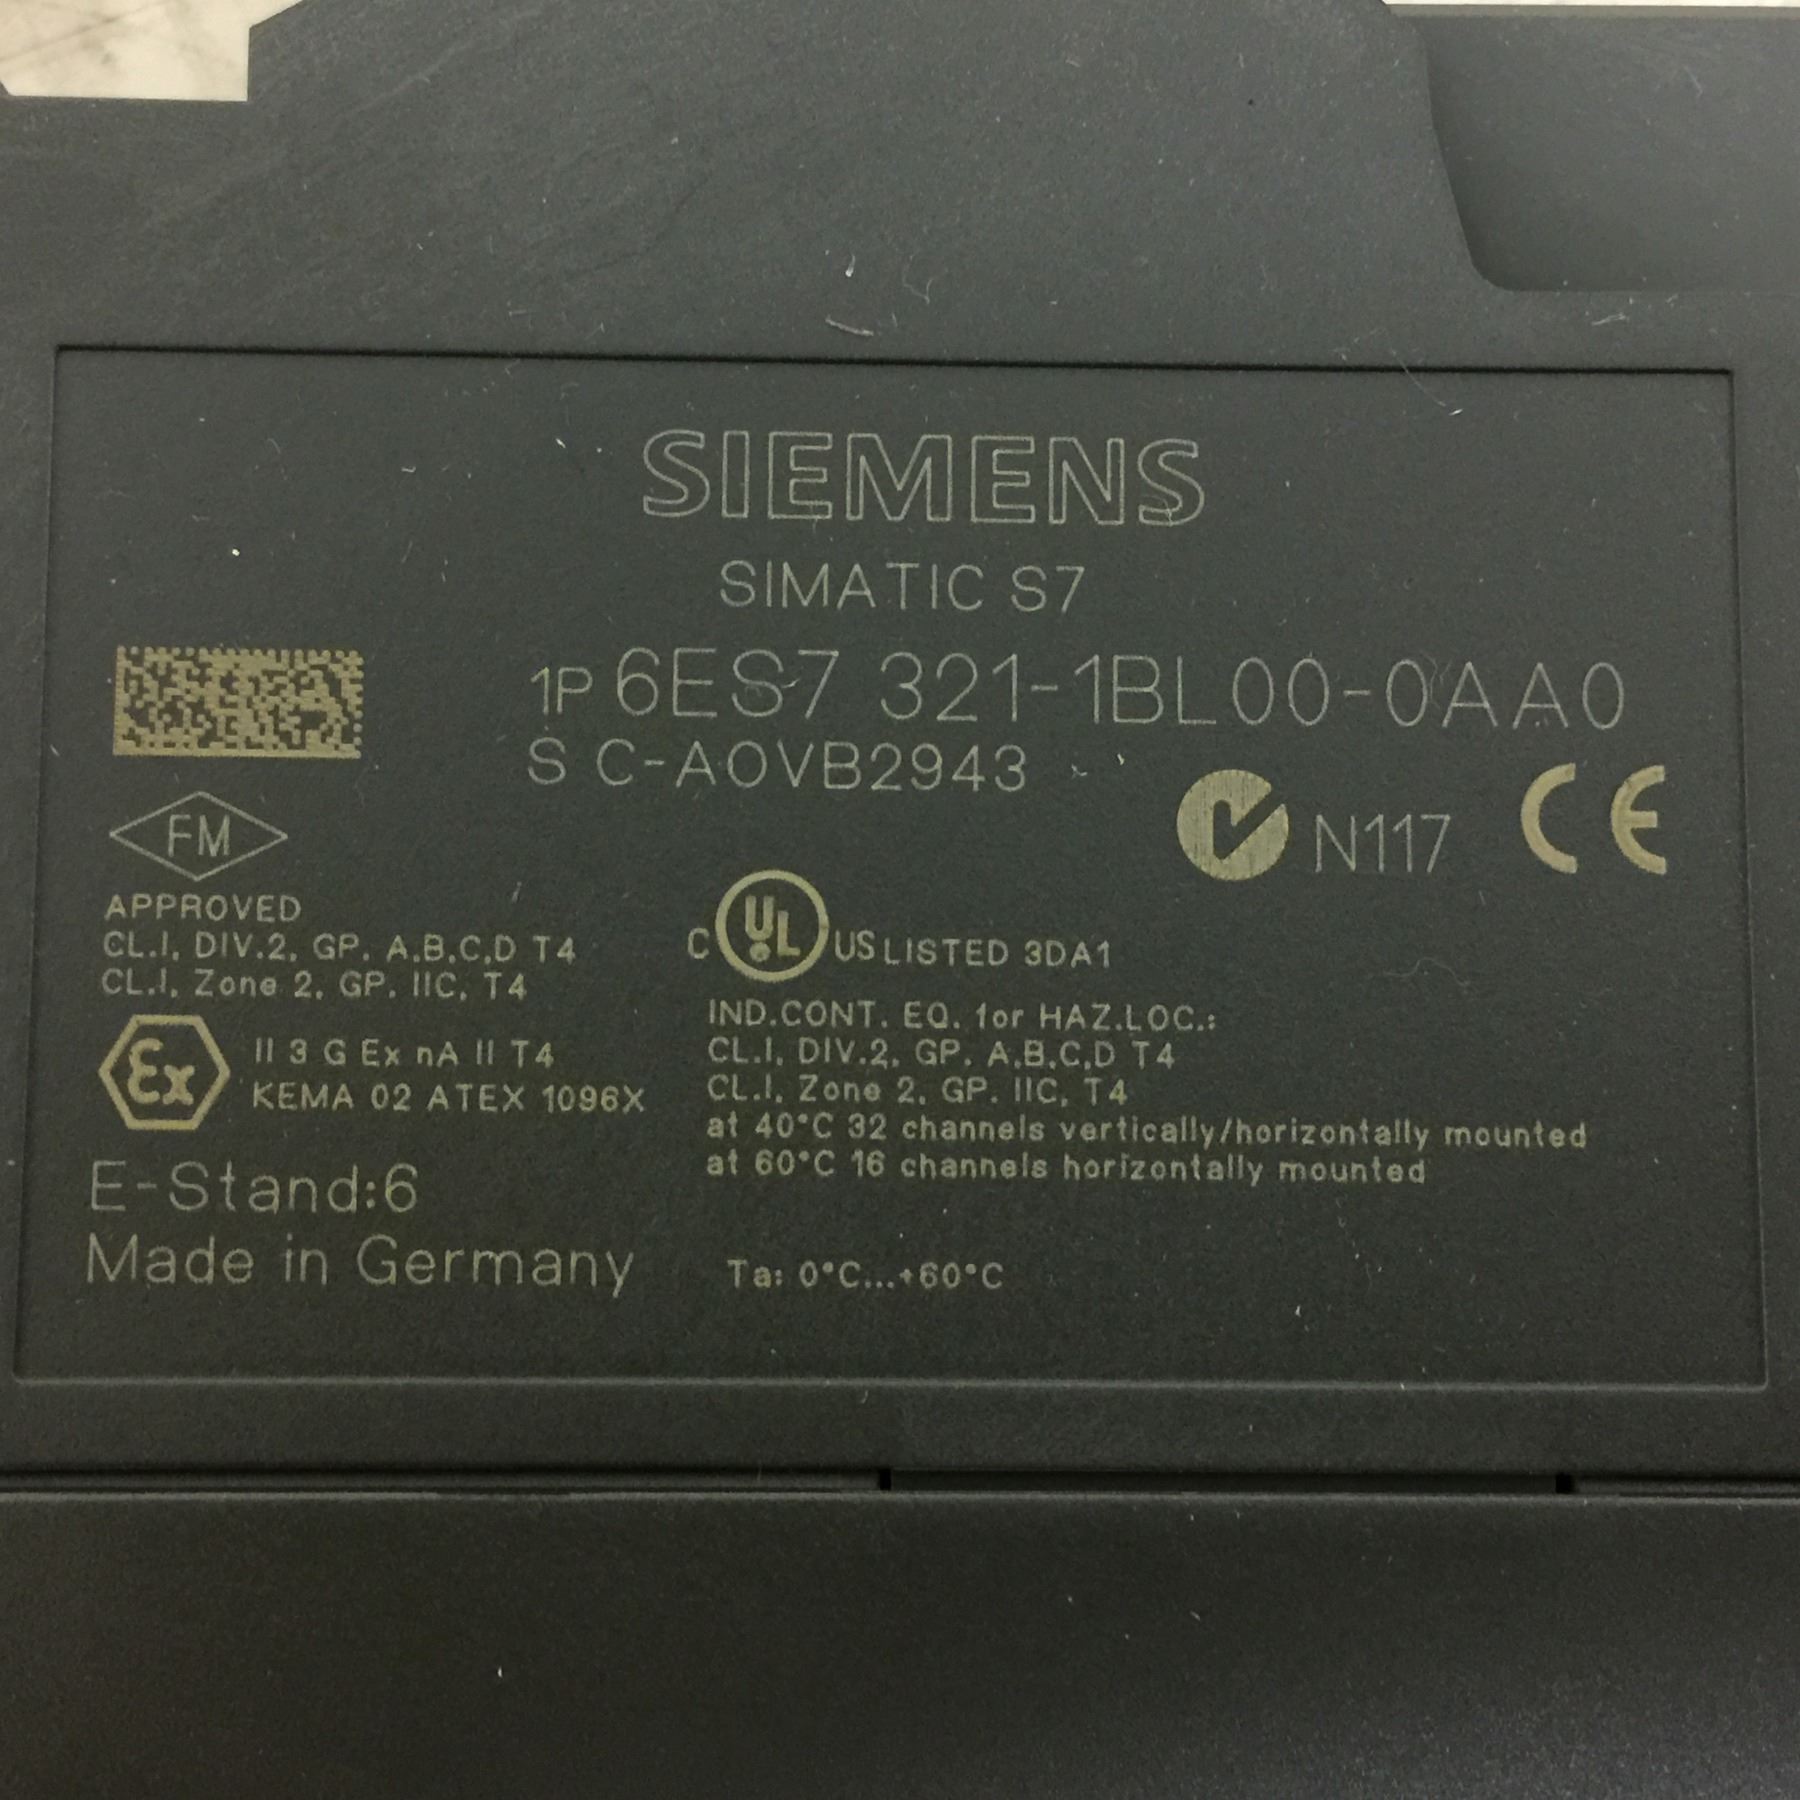 SIEMENS
SIMATIC S7
1P 6ES7 321-1BL00-0AA0
S C-A0VB2943
N117 CE
FM
APPROVED
CL.I, DIV.2, GP. A,B,C,D T4
CL.I, Zone 2, GP. IIC, T4
C UL US LISTED 3DA1
IND.CONT. EQ. for HAZ.LOC.:
CL.I, DIV.2, GP. A,B,C,D T4
CL.I, Zone 2, GP. IIC, T4
at 40°C 32 channels vertically/horizontally mounted
at 60°C 16 channels horizontally mounted
Ex II 3 G Ex nA II T4
KEMA 02 ATEX 1096X
E-Stand:6
Made in Germany
Ta: 0°C...+60°C